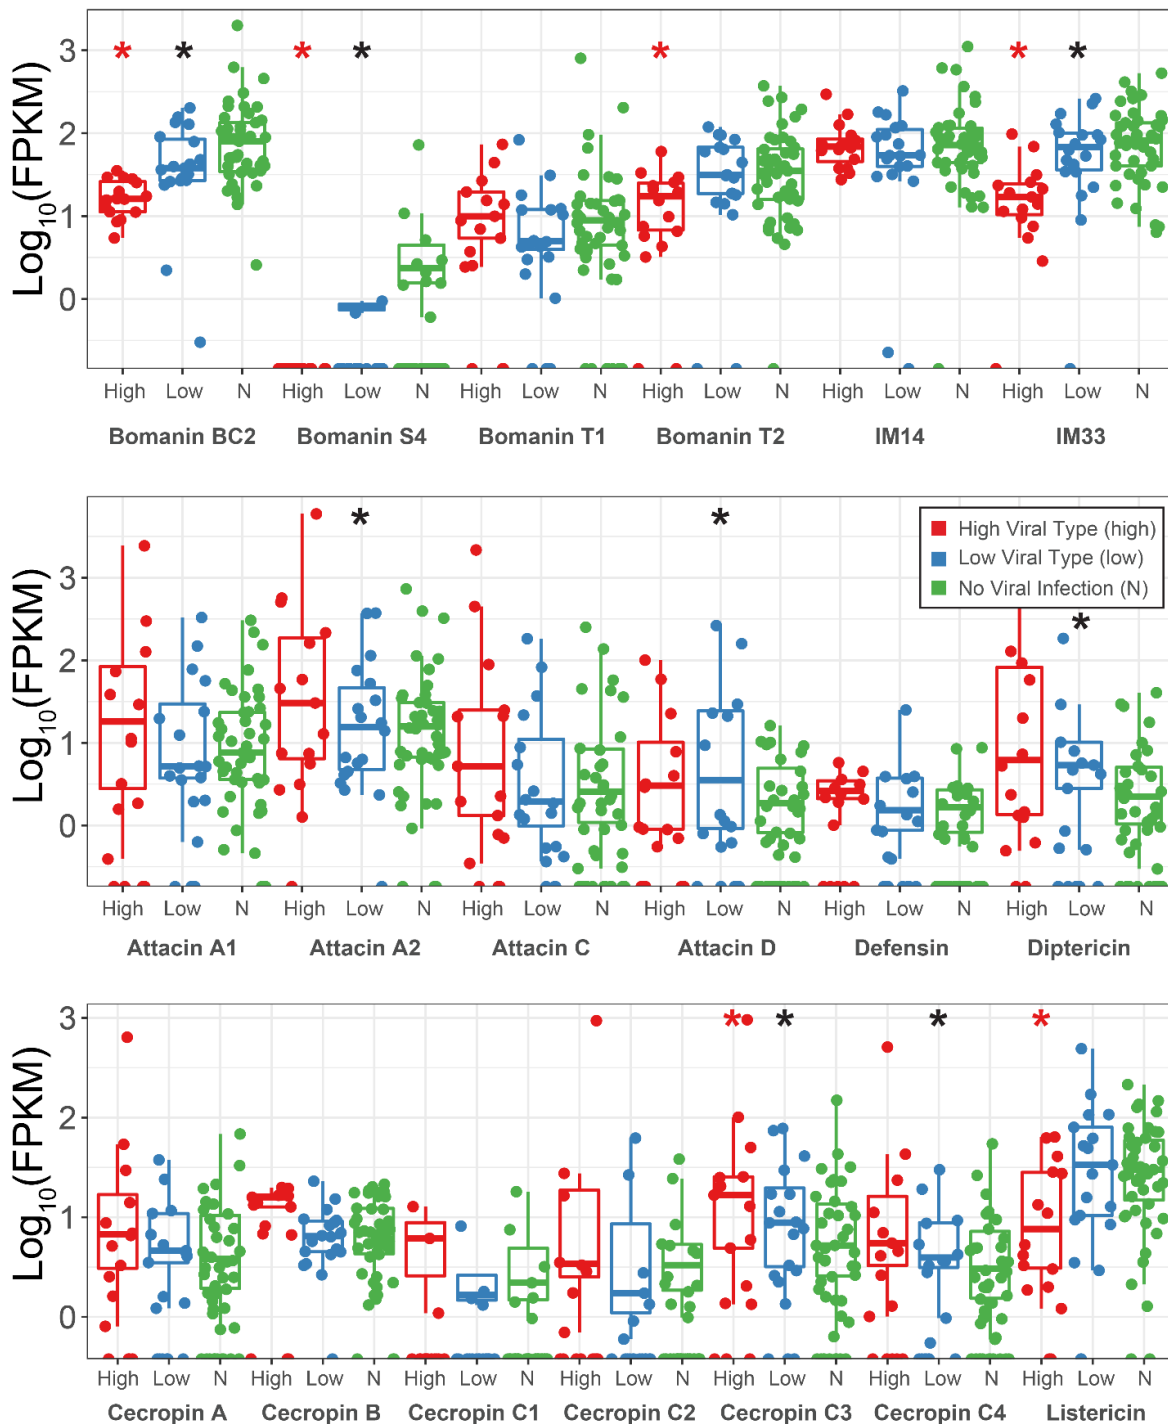 Log10(FPKM)
3
2
1
0
* * * * * * *
High Low N High Low N High Low N High Low N High Low N High Low N
Bomanin BC2 Bomanin S4 Bomanin T1 Bomanin T2 IM14 IM33
Log10(FPKM)
3
2
1
0
* * *
High Viral Type (high)
Low Viral Type (low)
No Viral Infection (N)
High Low N High Low N High Low N High Low N High Low N High Low N
Attacin A1 Attacin A2 Attacin C Attacin D Defensin Diptericin
Log10(FPKM)
3
2
1
0
* * * *
High Low N High Low N High Low N High Low N High Low N High Low N High Low N
Cecropin A Cecropin B Cecropin C1 Cecropin C2 Cecropin C3 Cecropin C4 Listericin